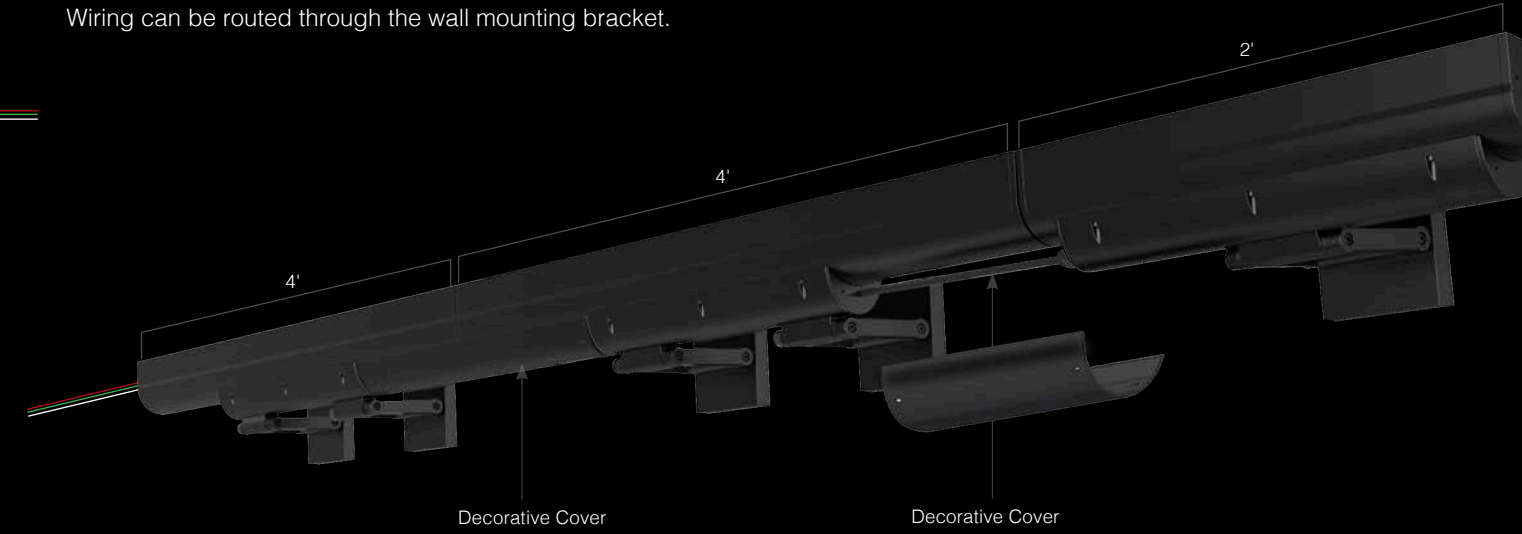 Wiring can be routed through the wall mounting bracket.
2'
4'
4'
Decorative Cover
Decorative Cover